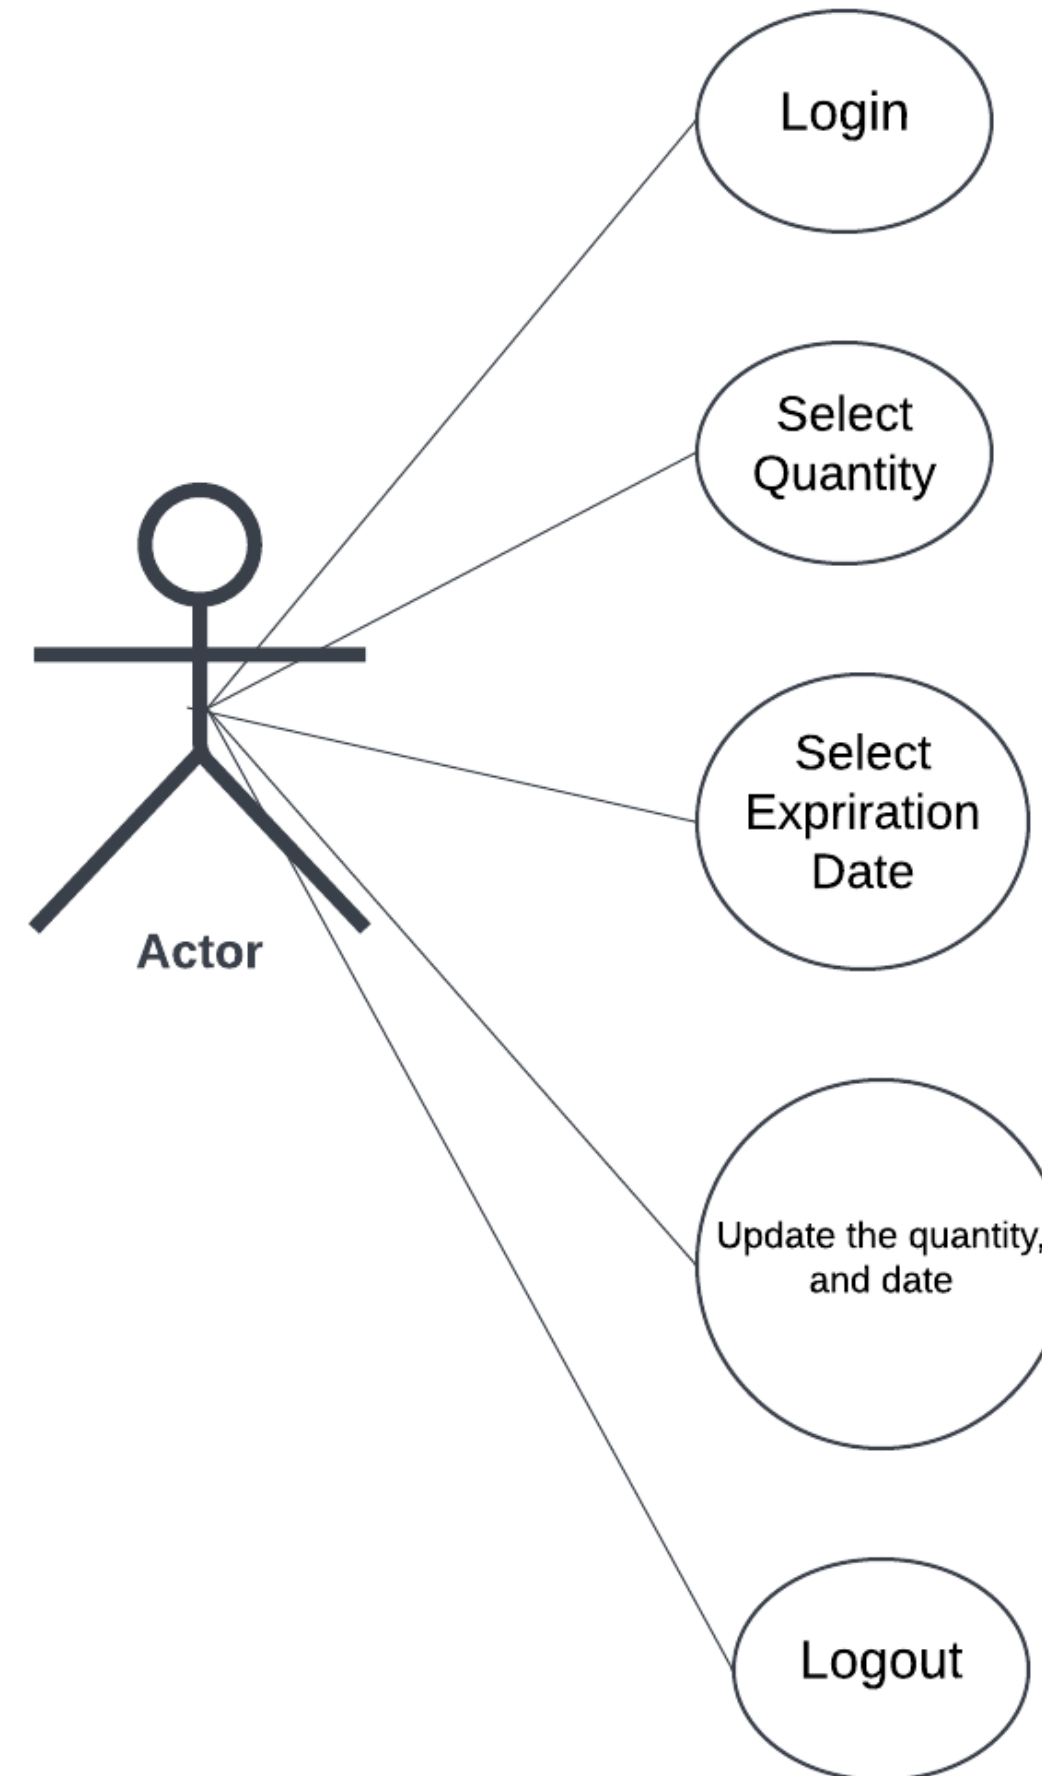 Login
Select
Quantity
Select
Expriration
Date
Actor
Update the quantity,
and date
Logout